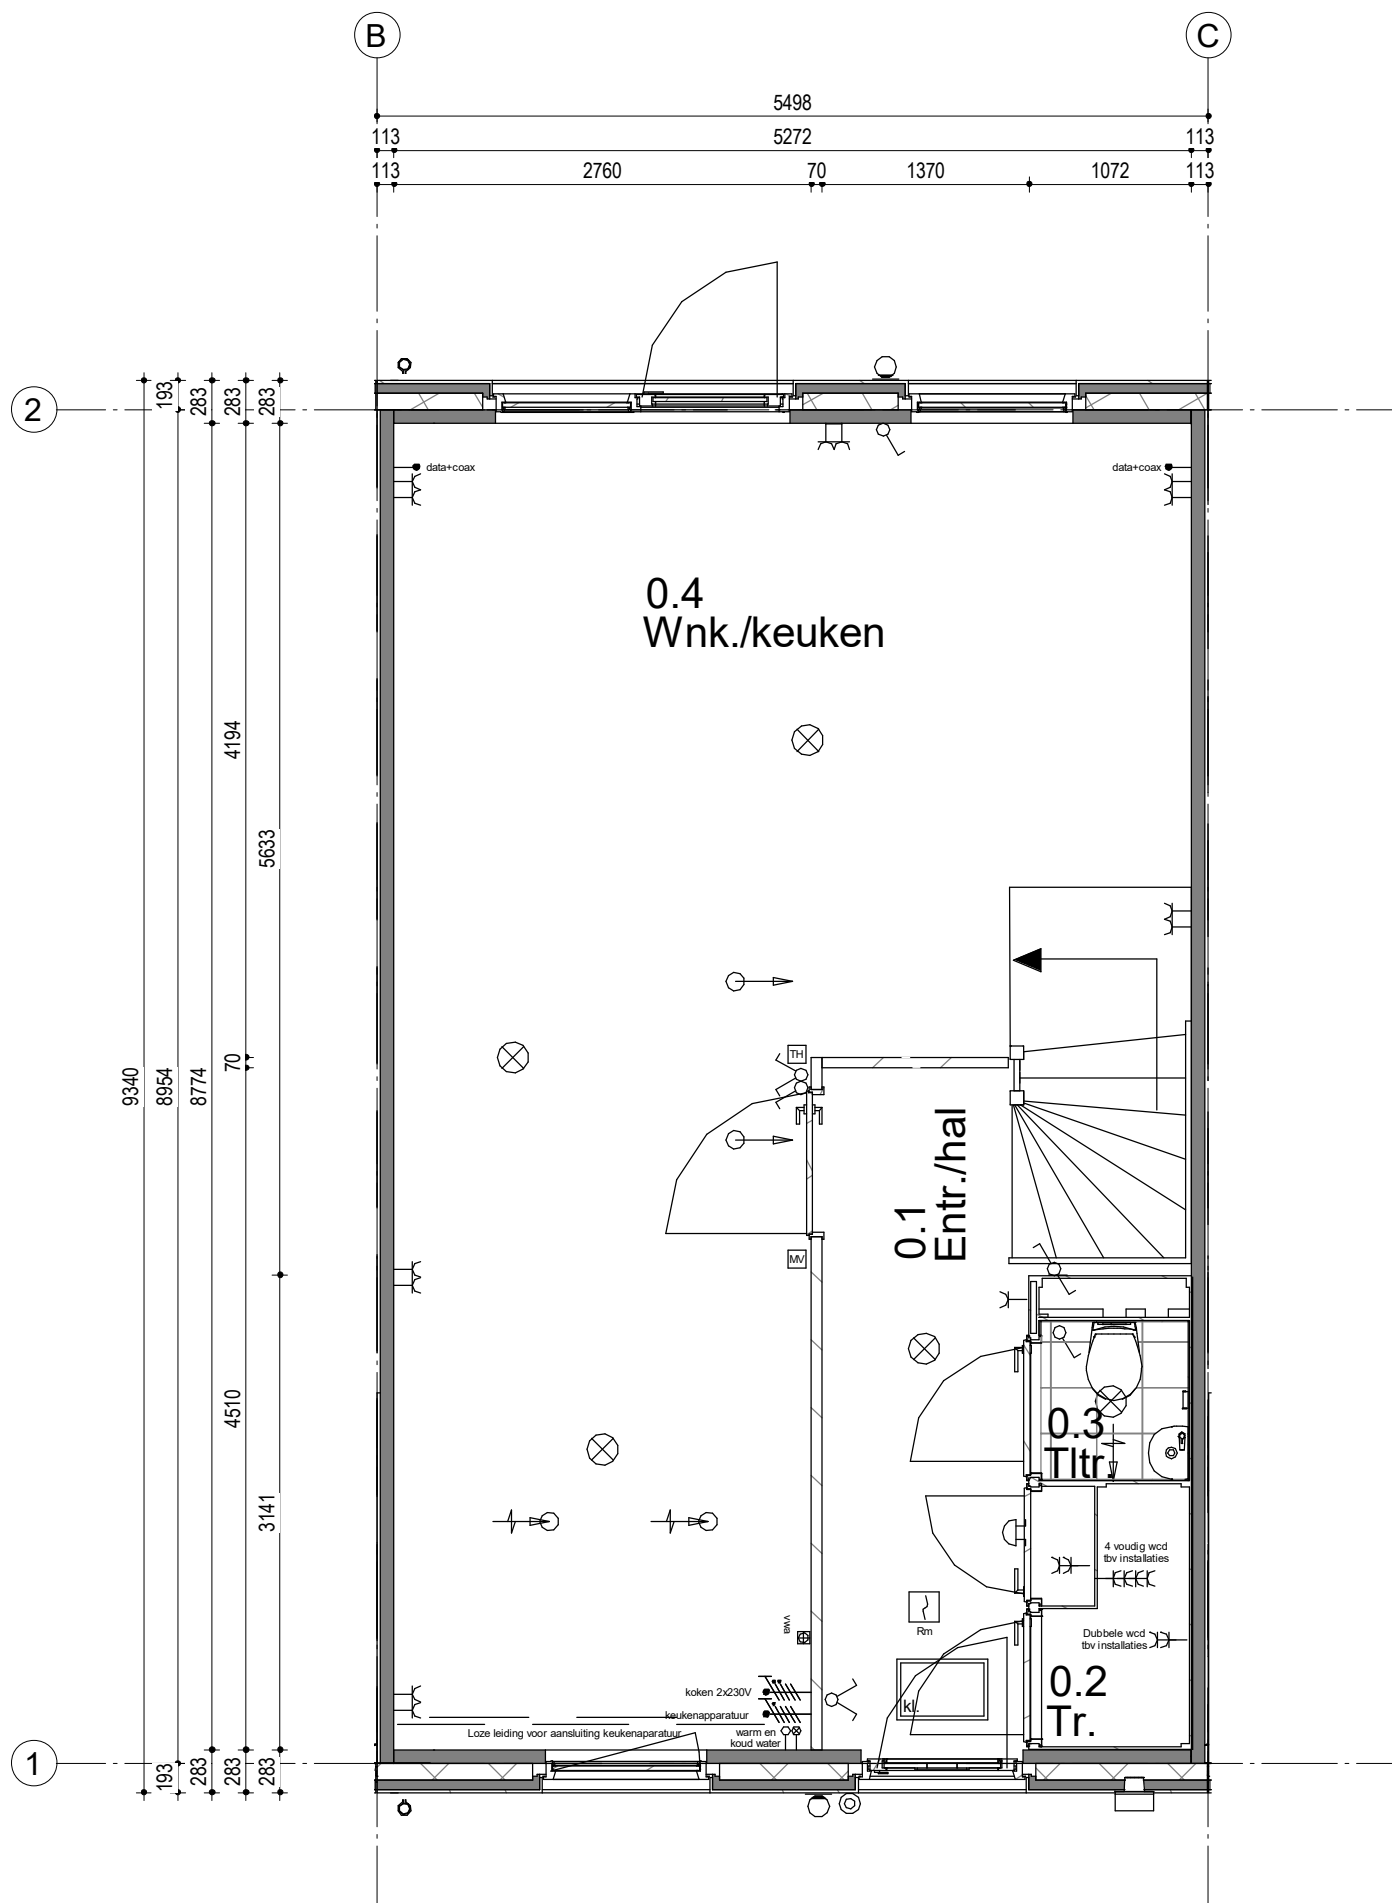 B
C
5498
113
5272
113
113
2760
70
1370
1072
113
2
193
283
283
283
data+coax
data+coax
0.4
Wnk./keuken
4194
5633
70
TH
9340
8954
8774
0.1
Entr./hal
MV
4510
0.3
Tltr.
3141
4 voudig wcd
tbv installaties
vwa
Rm
Dubbele wcd
tbv installaties
koken 2x230V
0.2
Tr.
kl.
keukenapparatuur
Loze leiding voor aansluiting keukenaparatuur
warm en
koud water
1
193
283
283
283